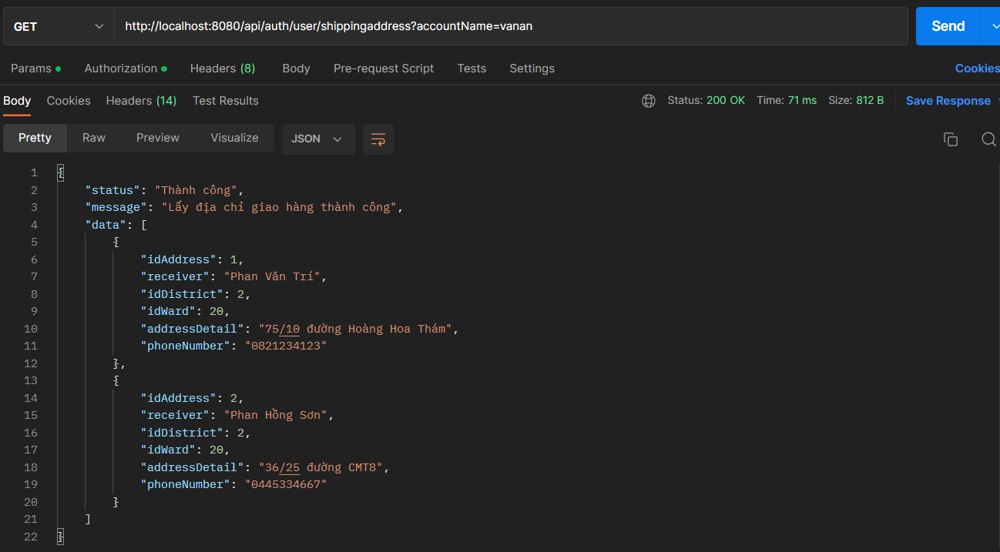 GET http://localhost:8080/api/auth/user/shippingaddress?accountName=vanan Send
Params Authorization Headers (8) Body Pre-request Script Tests Settings Cookies
Body Cookies Headers (14) Test Results Status: 200 OK Time: 71 ms Size: 812 B Save Response
Pretty Raw Preview Visualize JSON
1 {
2 "status": "Thành công",
3 "message": "Lấy địa chỉ giao hàng thành công",
4 "data": [
5 {
6 "idAddress": 1,
7 "receiver": "Phan Văn Trí",
8 "idDistrict": 2,
9 "idWard": 20,
10 "addressDetail": "75/10 đường Hoàng Hoa Thám",
11 "phoneNumber": "0821234123"
12 },
13 {
14 "idAddress": 2,
15 "receiver": "Phan Hồng Sơn",
16 "idDistrict": 2,
17 "idWard": 20,
18 "addressDetail": "36/25 đường CMT8",
19 "phoneNumber": "0445334667"
20 }
21 ]
22 }